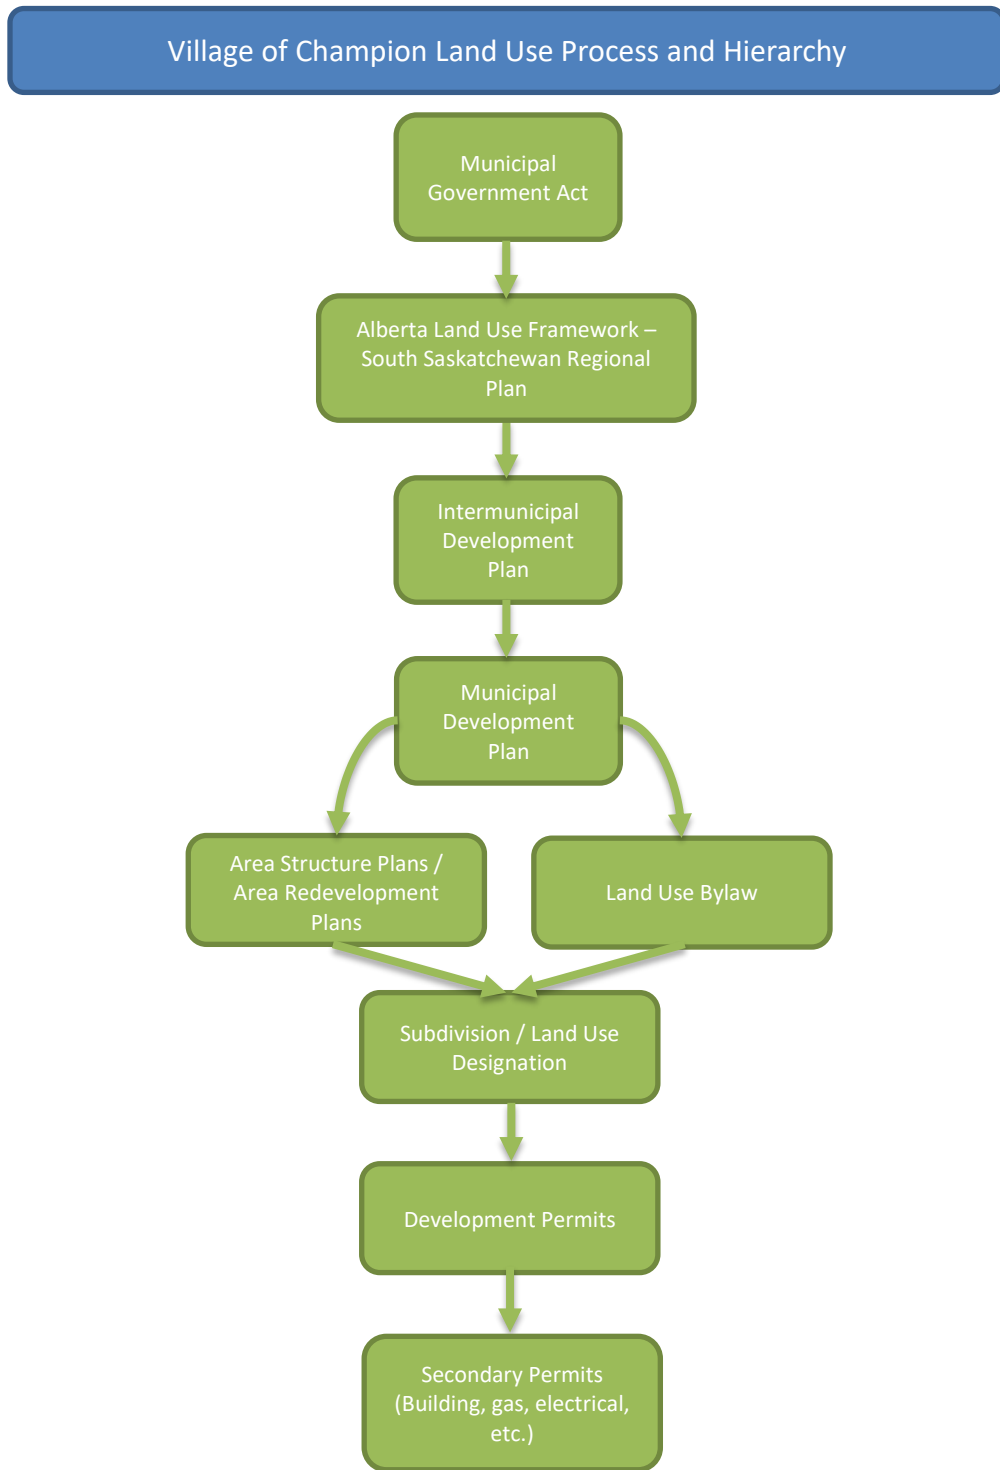 Village of Champion Land Use Process and Hierarchy
Municipal
Government Act
Alberta Land Use Framework –
South Saskatchewan Regional
Plan
Intermunicipal
Development
Plan
Municipal
Development
Plan
Area Structure Plans /
Area Redevelopment
Plans
Land Use Bylaw
Subdivision / Land Use
Designation
Development Permits
Secondary Permits
(Building, gas, electrical,
etc.)